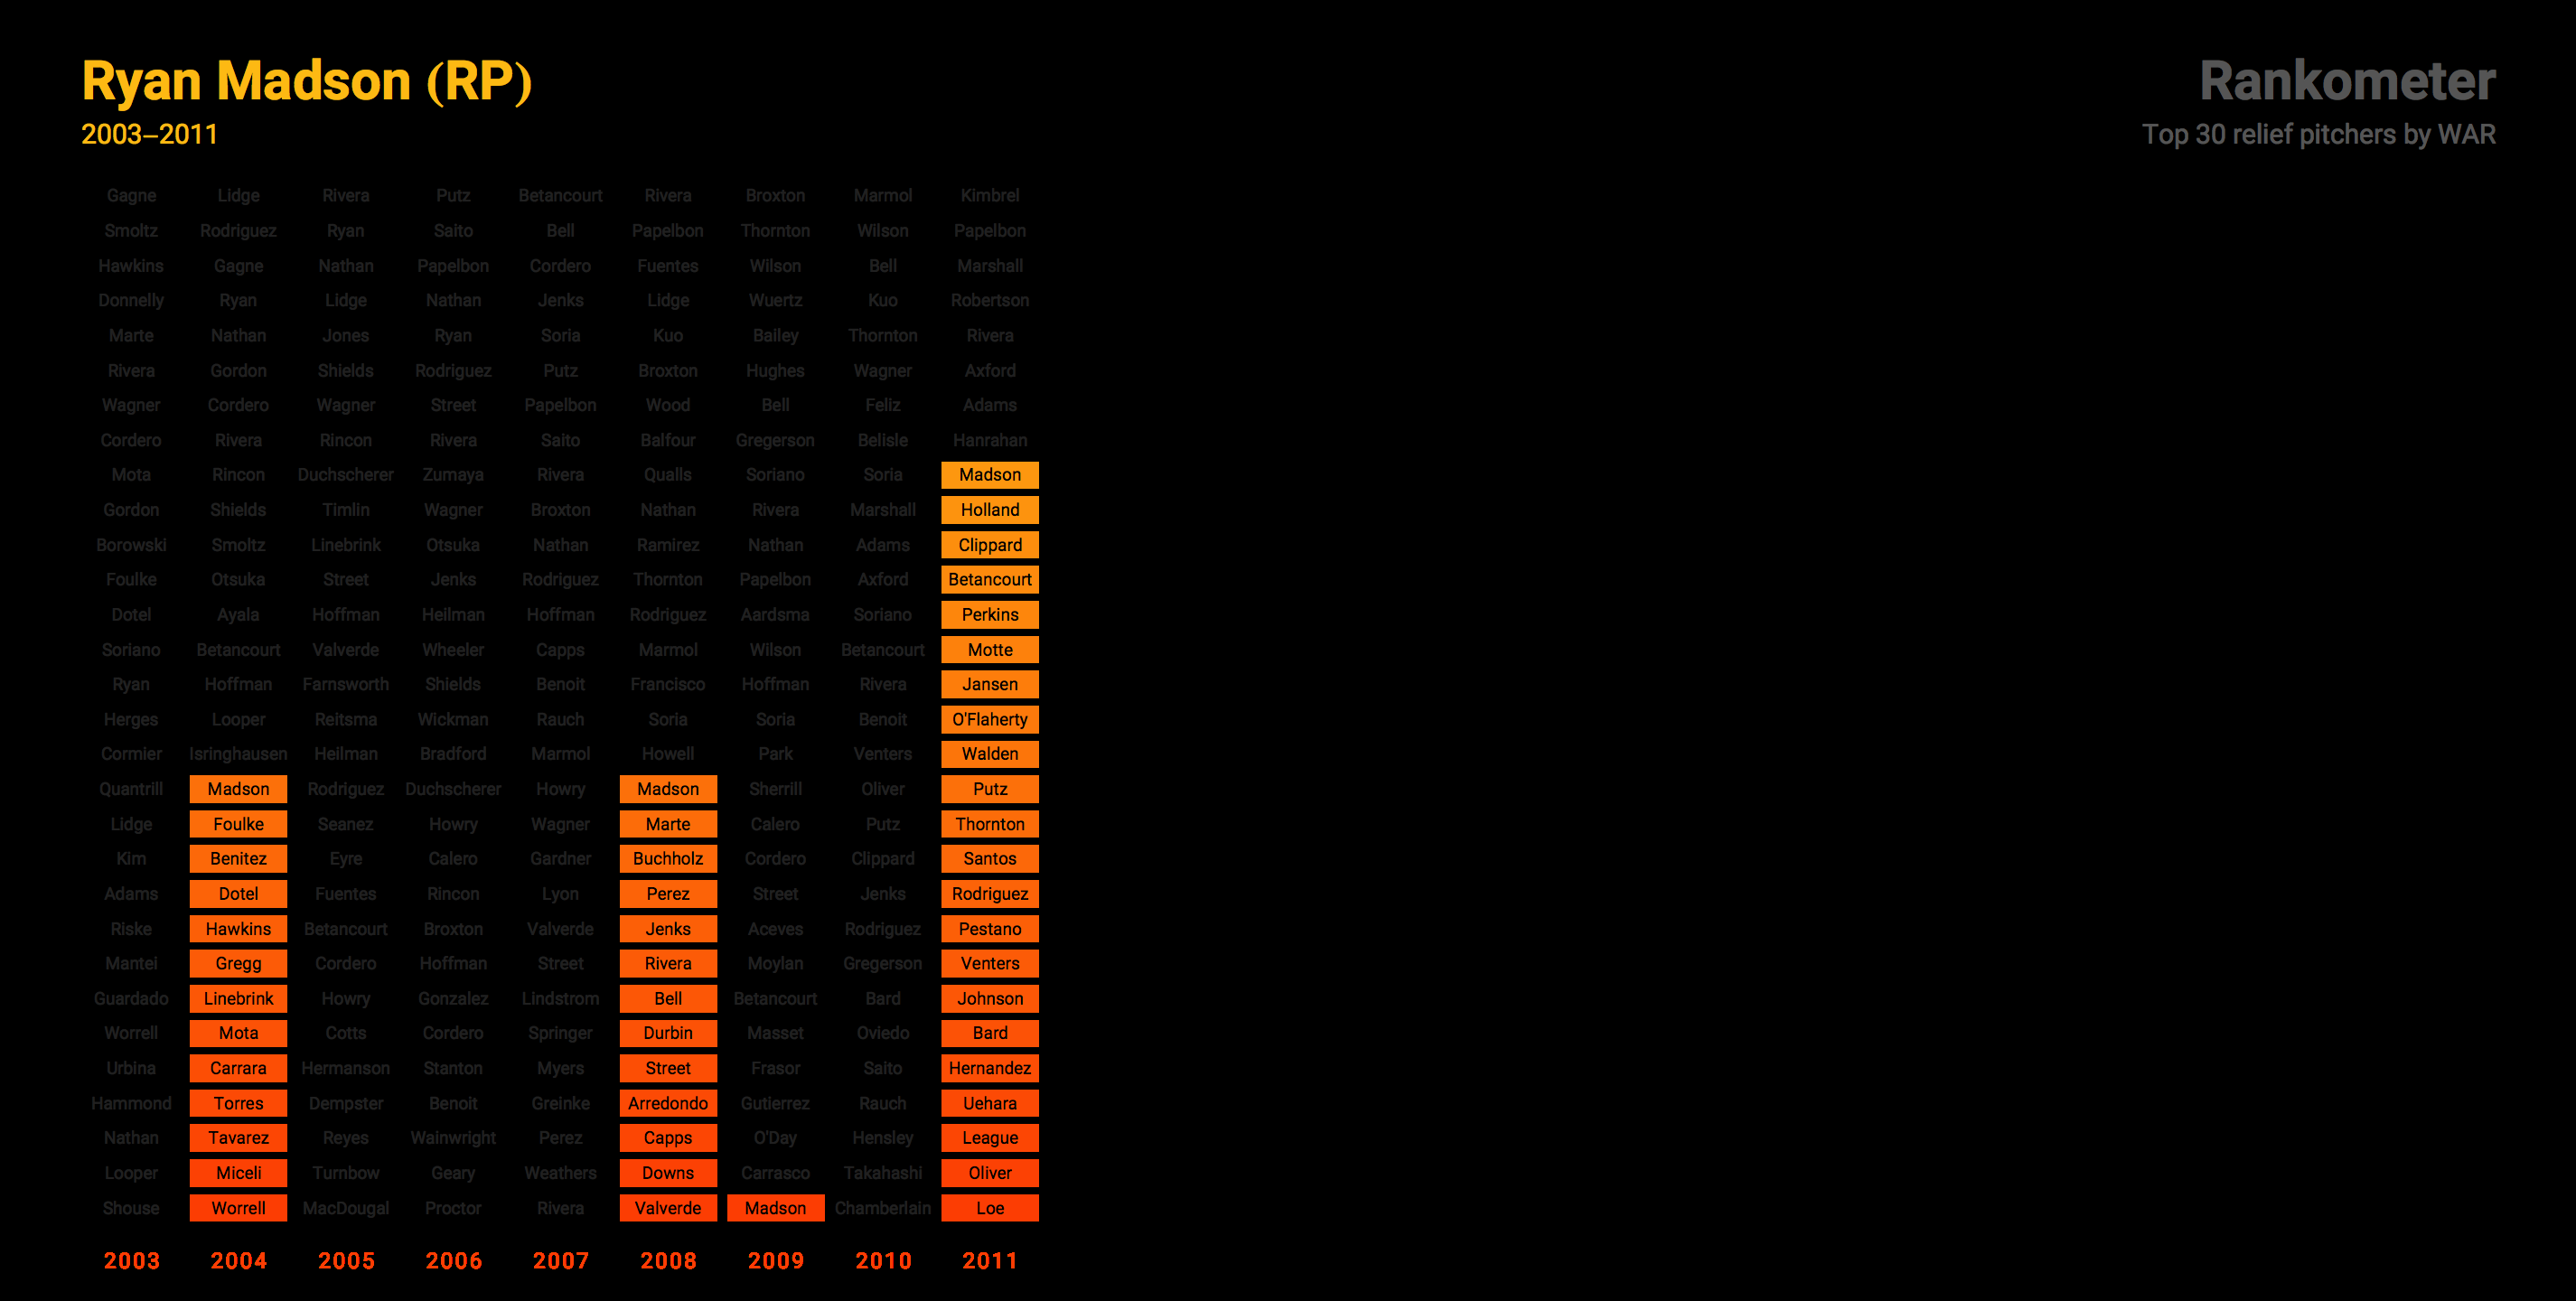 Ryan Madson (RP)
2003–2011
Rankometer
Top 30 relief pitchers by WAR
Gagne Lidge Rivera Putz Betancourt Rivera Broxton Marmol Kimbrel
Smoltz Rodriguez Ryan Saito Bell Papelbon Thornton Wilson Papelbon
Hawkins Gagne Nathan Papelbon Cordero Fuentes Wilson Bell Marshall
Donnelly Ryan Lidge Nathan Jenks Lidge Wuertz Kuo Robertson
Marte Nathan Jones Ryan Soria Kuo Bailey Thornton Rivera
Rivera Gordon Shields Rodriguez Putz Broxton Hughes Wagner Axford
Wagner Cordero Wagner Street Papelbon Wood Bell Feliz Adams
Cordero Rivera Rincon Rivera Saito Balfour Gregerson Belisle Hanrahan
Mota Rincon Duchscherer Zumaya Rivera Qualls Soriano Soria Madson
Gordon Shields Timlin Wagner Broxton Nathan Rivera Marshall Holland
Borowski Smoltz Linebrink Otsuka Nathan Ramirez Nathan Adams Clippard
Foulke Otsuka Street Jenks Rodriguez Thornton Papelbon Axford Betancourt
Dotel Ayala Hoffman Heilman Hoffman Rodriguez Aardsma Soriano Perkins
Soriano Betancourt Valverde Wheeler Capps Marmol Wilson Betancourt Motte
Ryan Hoffman Farnsworth Shields Benoit Francisco Hoffman Rivera Jansen
Herges Looper Reitsma Wickman Rauch Soria Soria Benoit O'Flaherty
Cormier Isringhausen Heilman Bradford Marmol Howell Park Venters Walden
Quantrill Madson Rodriguez Duchscherer Howry Madson Sherrill Oliver Putz
Lidge Foulke Seanez Howry Wagner Marte Calero Putz Thornton
Kim Benitez Eyre Calero Gardner Buchholz Cordero Clippard Santos
Adams Dotel Fuentes Rincon Lyon Perez Street Jenks Rodriguez
Riske Hawkins Betancourt Broxton Valverde Jenks Aceves Rodriguez Pestano
Mantei Gregg Cordero Hoffman Street Rivera Moylan Gregerson Venters
Guardado Linebrink Howry Gonzalez Lindstrom Bell Betancourt Bard Johnson
Worrell Mota Cotts Cordero Springer Durbin Masset Oviedo Bard
Urbina Carrara Hermanson Stanton Myers Street Frasor Saito Hernandez
Hammond Torres Dempster Benoit Greinke Arredondo Gutierrez Rauch Uehara
Nathan Tavarez Reyes Wainwright Perez Capps O'Day Hensley League
Looper Miceli Turnbow Geary Weathers Downs Carrasco Takahashi Oliver
Shouse Worrell MacDougal Proctor Rivera Valverde Madson Chamberlain Loe
2003 2004 2005 2006 2007 2008 2009 2010 2011